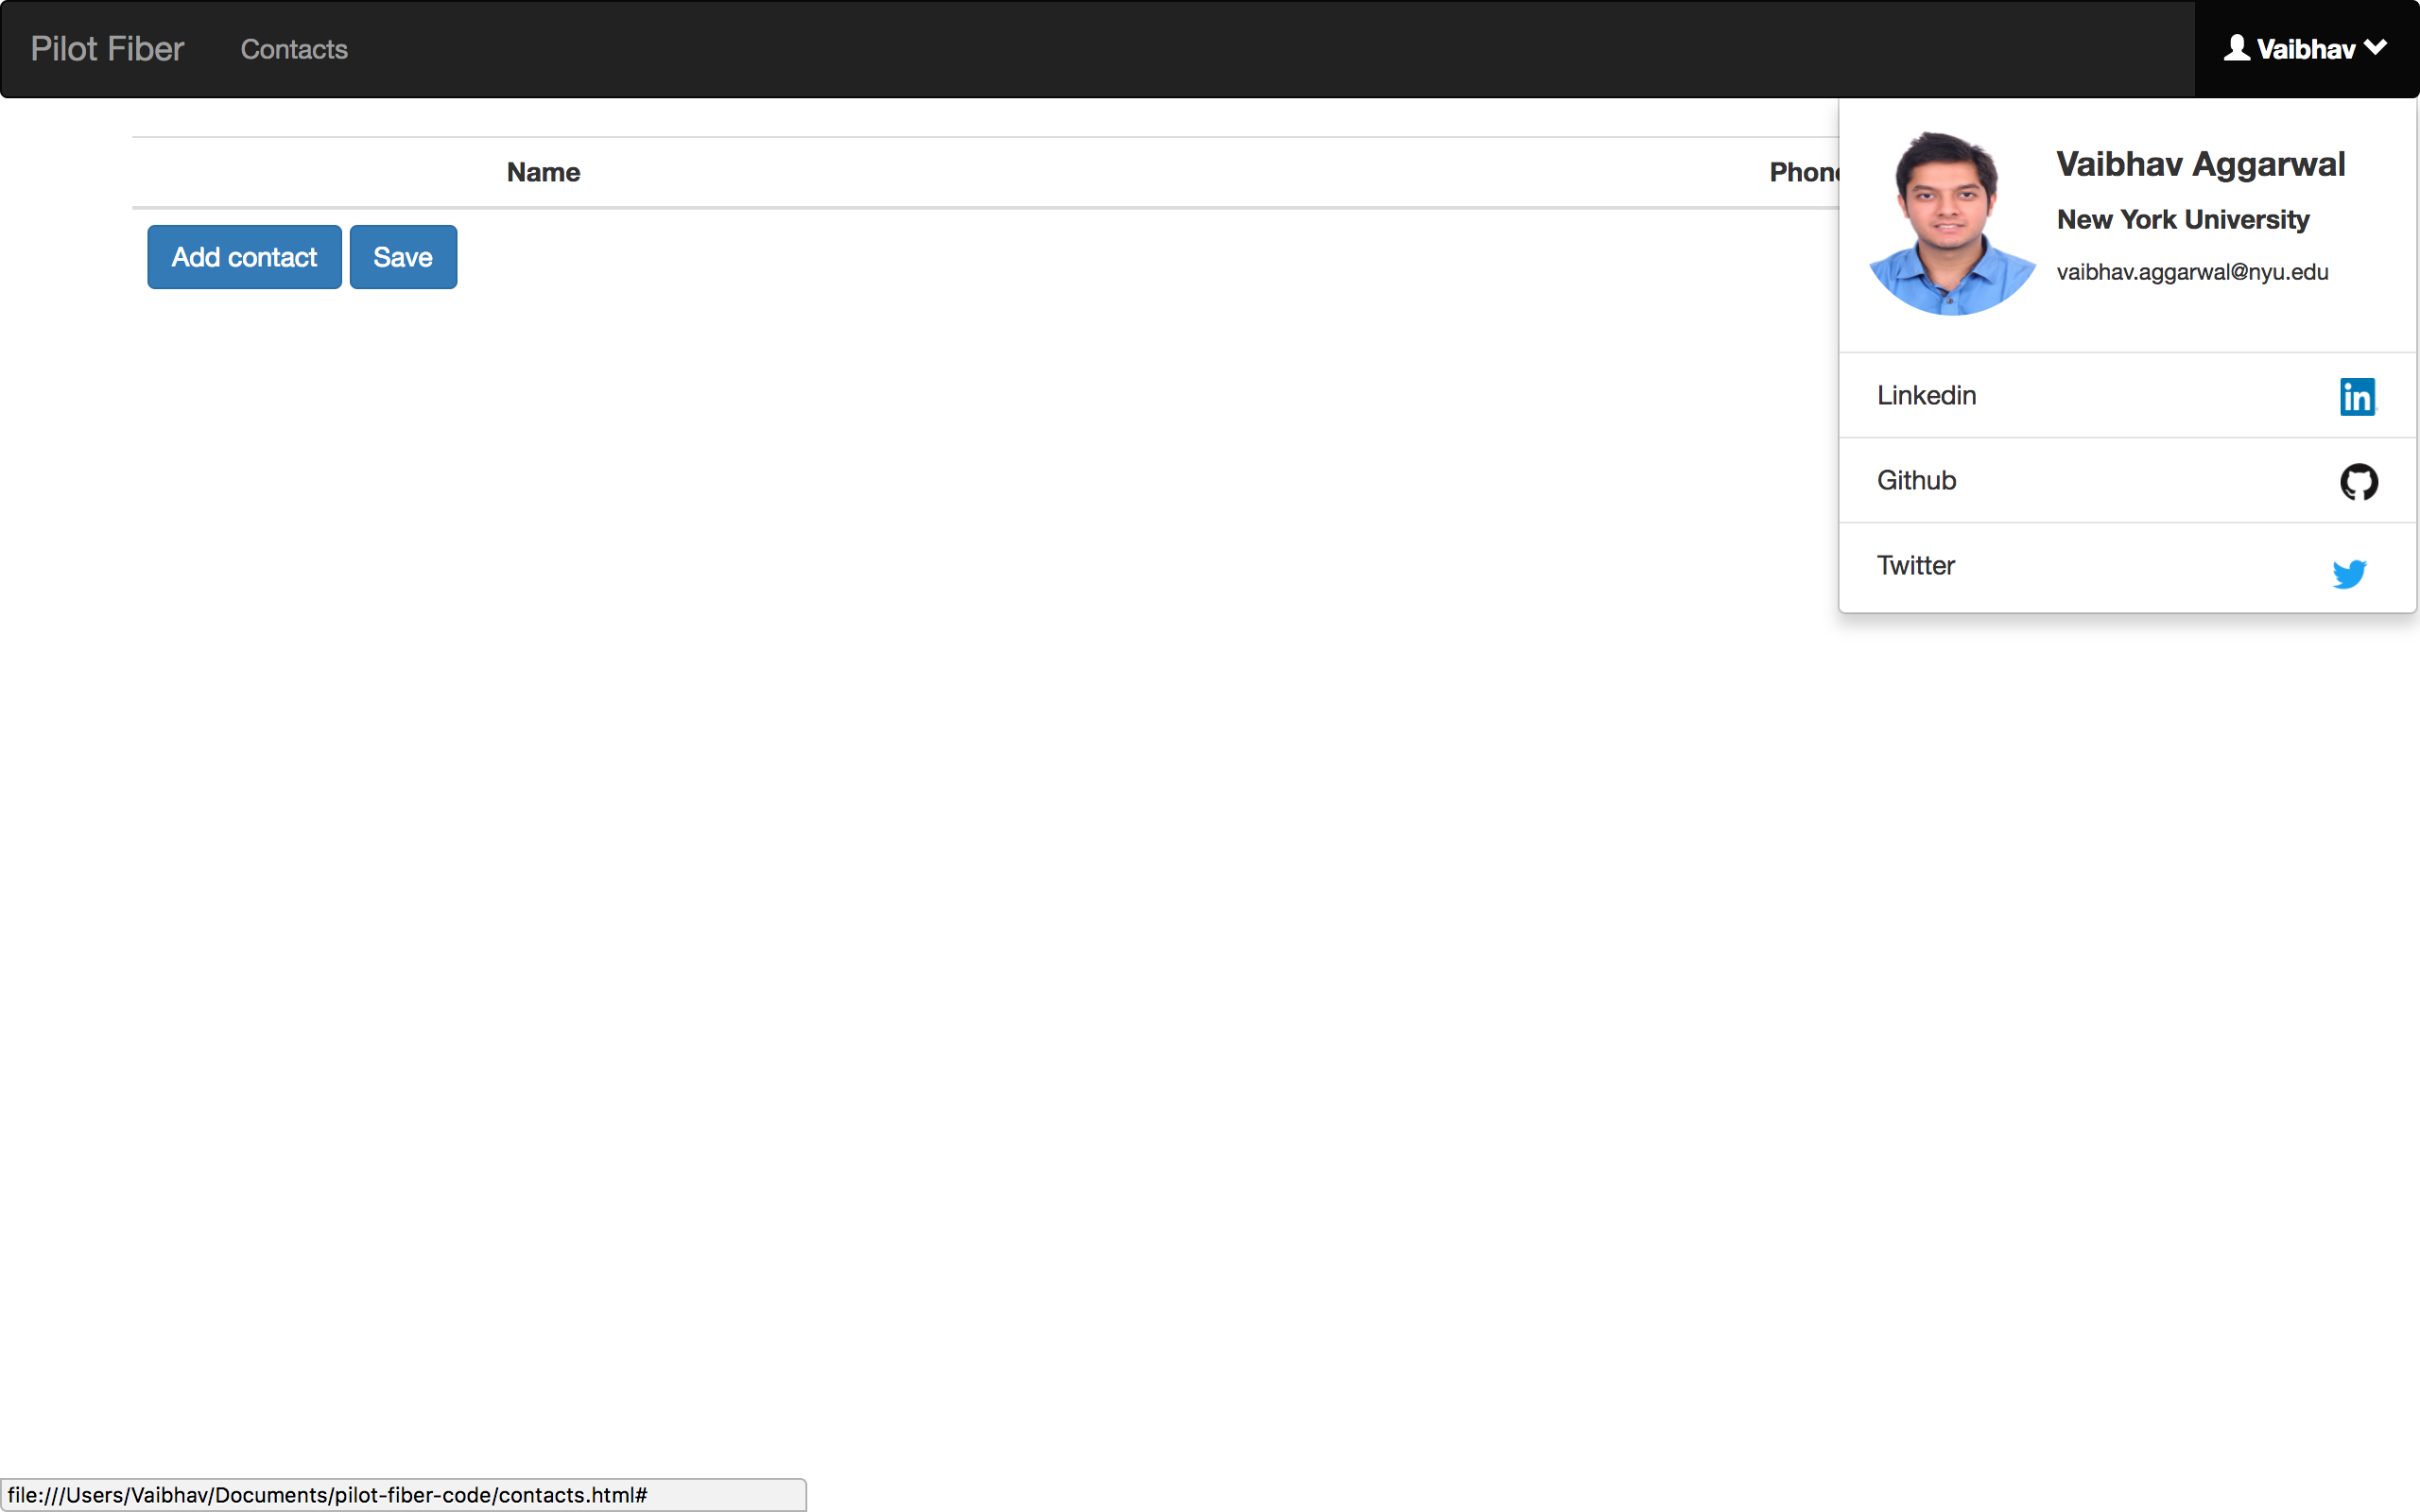 Pilot Fiber Contacts Vaibhav
Name Phon
Vaibhav Aggarwal
New York University
vaibhav.aggarwal@nyu.edu
Add contact Save
Linkedin in
Github
Twitter
file:///Users/Vaibhav/Documents/pilot-fiber-code/contacts.html#